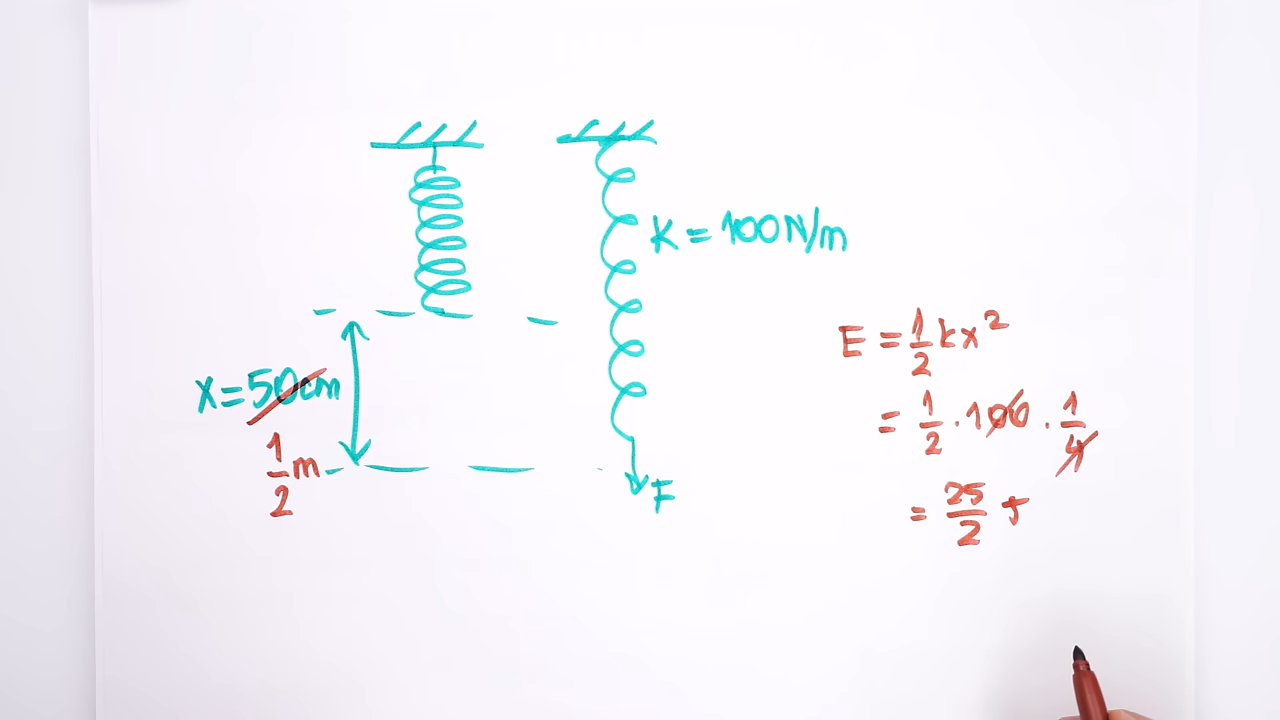 K = 100N/m
x = 50cm
1/2 m
F
E = 1/2 kx²
= 1/2 · 100 · 1/4
= 25/2 J